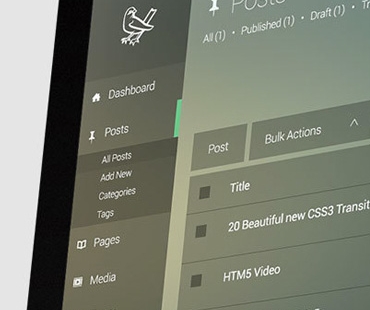 Posts
All (1) • Published (1) • Draft (1) • Tr
Dashboard
Posts
All Posts
Add New
Categories
Tags
Pages
Media
Post
Bulk Actions
Title
20 Beautiful new CSS3 Transit
HTM5 Video